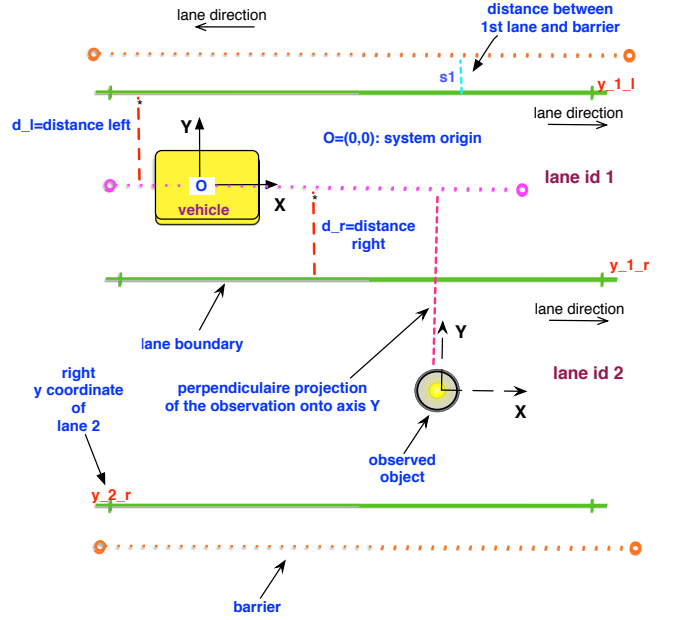 distance between
1st lane and barrier
lane direction
s1
y_1_l
d_l=distance left
Y
O=(0,0): system origin
lane direction
O
X
vehicle
lane id 1
d_r=distance
right
y_1_r
lane direction
lane boundary
Y
right
y coordinate
of
lane 2
perpendiculaire projection
of the observation onto axis Y
lane id 2
X
observed
object
y_2_r
barrier